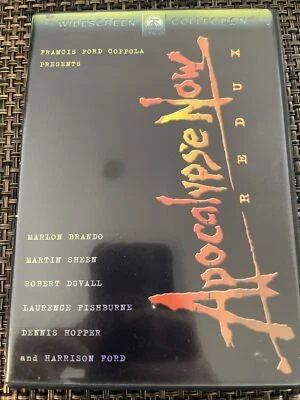 WIDESCREEN COLLECTION
FRANCIS FORD COPPOLA
PRESENTS
Apocalypse Now
REDUX
MARLON BRANDO
MARTIN SHEEN
ROBERT DUVALL
LAURENCE FISHBURNE
DENNIS HOPPER
and HARRISON FORD